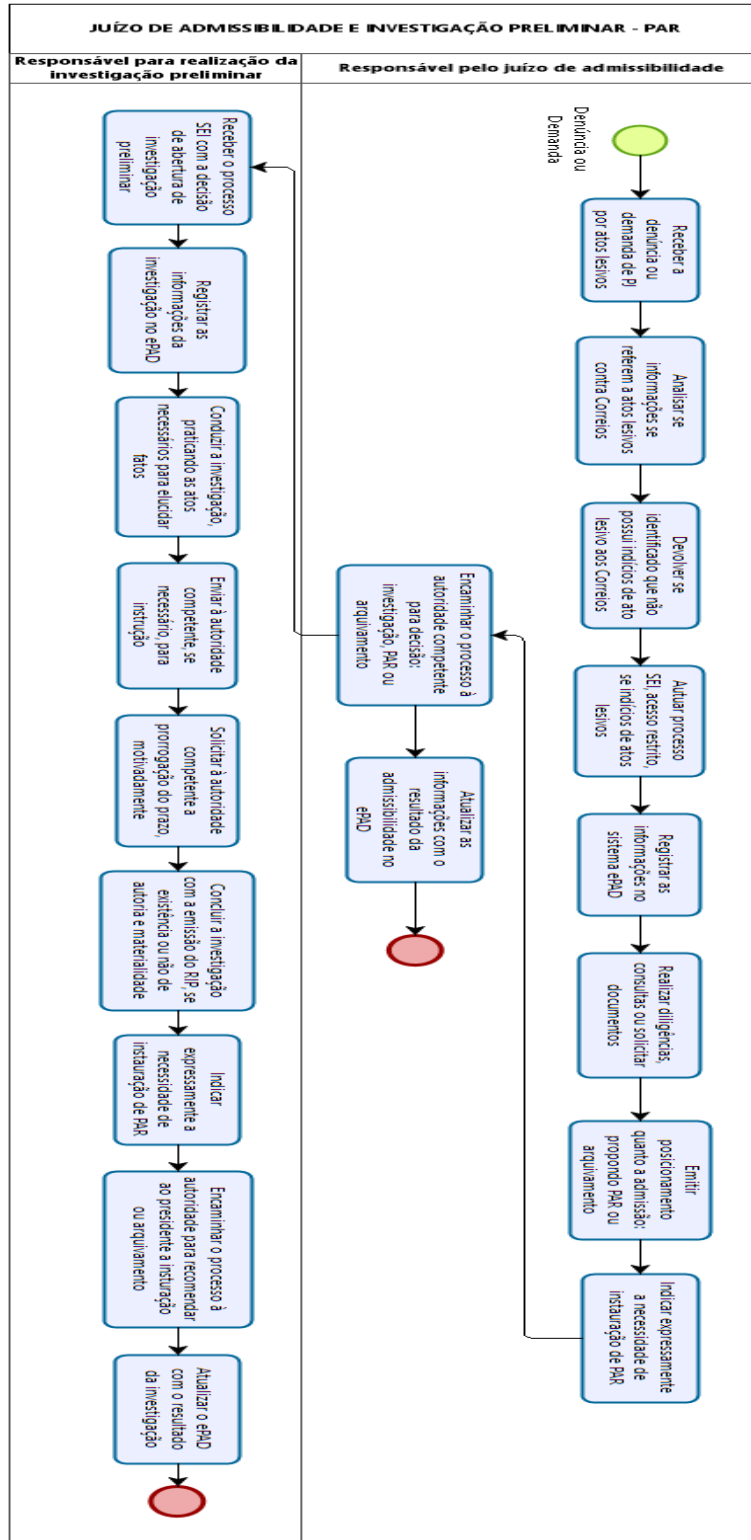 JUÍZO DE ADMISSIBILIDADE E INVESTIGAÇÃO PRELIMINAR - PAR
Responsável pelo juízo de admissibilidade
Denúncia ou
Demanda
Receber a
denúncia ou
demanda de PJ
por atos lesivos
Analisar se
informações se
referem a atos lesivos
contra Correios
Devolver se
identificado que não
possui indícios de ato
lesivo aos Correios
Autuar processo
SEI, acesso restrito,
se indícios de atos
lesivos
Registrar as
informações no
sistema ePAD
Realizar diligências,
consultas ou solicitar
documentos
Emitir
posicionamento
quanto a admissão:
propondo PAR ou
arquivamento
Indicar expressamente
a necessidade de
instauração de PAR
Encaminhar o processo à
autoridade competente
para decisão:
investigação, PAR ou
arquivamento
Atualizar as
informações com o
resultado da
admissibilidade no
ePAD
Responsável para realização da
investigação preliminar
Receber o processo
SEI com a decisão
de abertura de
investigação
preliminar
Registrar as
informações da
investigação no ePAD
Conduzir a investigação,
praticando as atos
necessários para elucidar
fatos
Enviar à autoridade
competente, se
necessário, para
instrução
Solicitar à autoridade
competente a
prorrogação do prazo,
motivadamente
Concluir a investigação
com a emissão do RIP, se
existência ou não de
autoria e materialidade
Indicar
expressamente a
necessidade de
instauração de PAR
Encaminhar o processo à
autoridade para recomendar
ao presidente a insturação
ou arquivamento
Atualizar o ePAD
com o resultado
da investigação